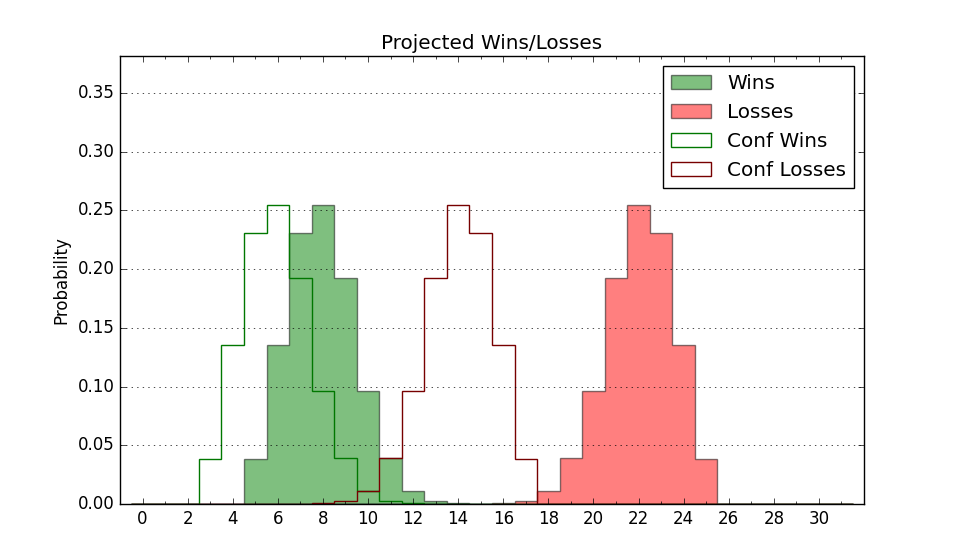 Projected Wins/Losses
Wins
Losses
Conf Wins
Conf Losses
Probability
0.35
0.30
0.25
0.20
0.15
0.10
0.05
0.00
0 2 4 6 8 10 12 14 16 18 20 22 24 26 28 30